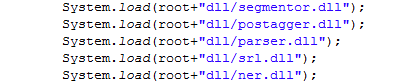 System.load(root+"dll/segmentor.dll");
System.load(root+"dll/postagger.dll");
System.load(root+"dll/parser.dll");
System.load(root+"dll/srl.dll");
System.load(root+"dll/ner.dll");